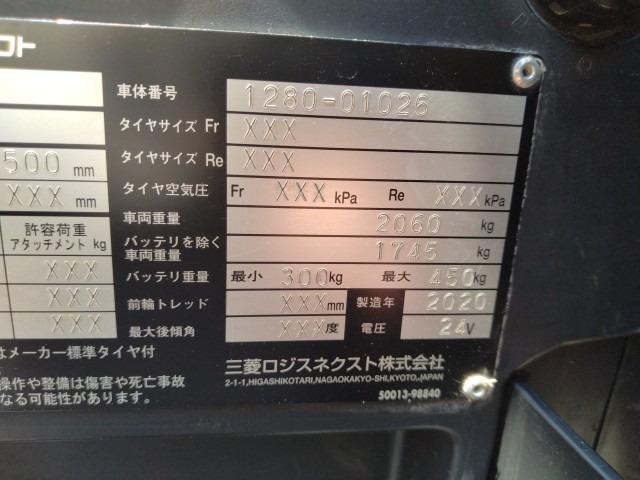 ﾌﾄ
車体番号 1280-01026
タイヤサイズ Fr XXX
タイヤサイズ Re XXX
500 mm
タイヤ空気圧 Fr XXX kPa Re XXX kPa
XXX mm
車両重量 2060 kg
許容荷重
アタッチメント kg
バッテリを除く
車両重量 1745 kg
XXX
バッテリ重量 最小 300kg 最大 450kg
XXX
前輪トレッド XXXmm 製造年 2020
XXX
最大後傾角 XXX度 電圧 24V
はメーカー標準タイヤ付
三菱ロジスネクスト株式会社
2-1-1,HIGASHIKOTARI,NAGAOKAKYO-SHI,KYOTO,JAPAN
操作や整備は傷害や死亡事故
なる可能性があります.
50013-98840